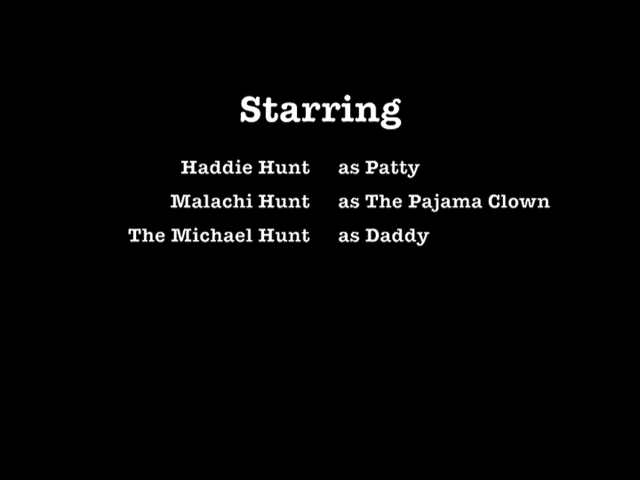 Starring
Haddie Hunt as Patty
Malachi Hunt as The Pajama Clown
The Michael Hunt as Daddy